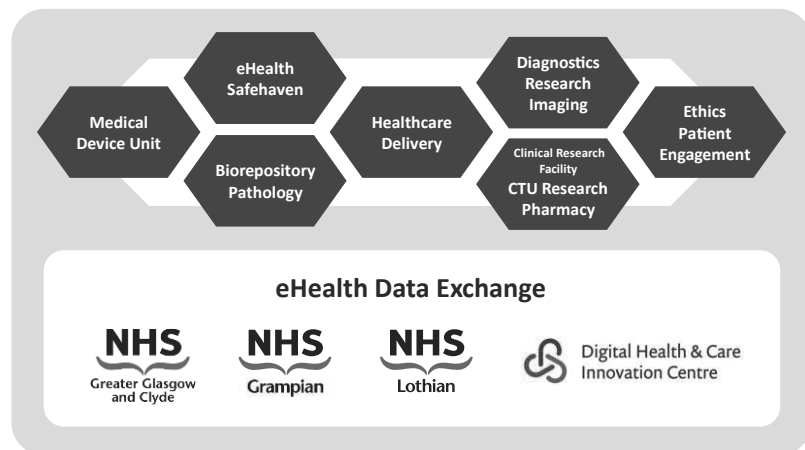 Medical
Device Unit
eHealth
Safehaven
Biorepository
Pathology
Healthcare
Delivery
Diagnostics
Research
Imaging
Clinical Research
Facility
CTU Research
Pharmacy
Ethics
Patient
Engagement
eHealth Data Exchange
NHS
Greater Glasgow
and Clyde
NHS
Grampian
NHS
Lothian
Digital Health & Care
Innovation Centre